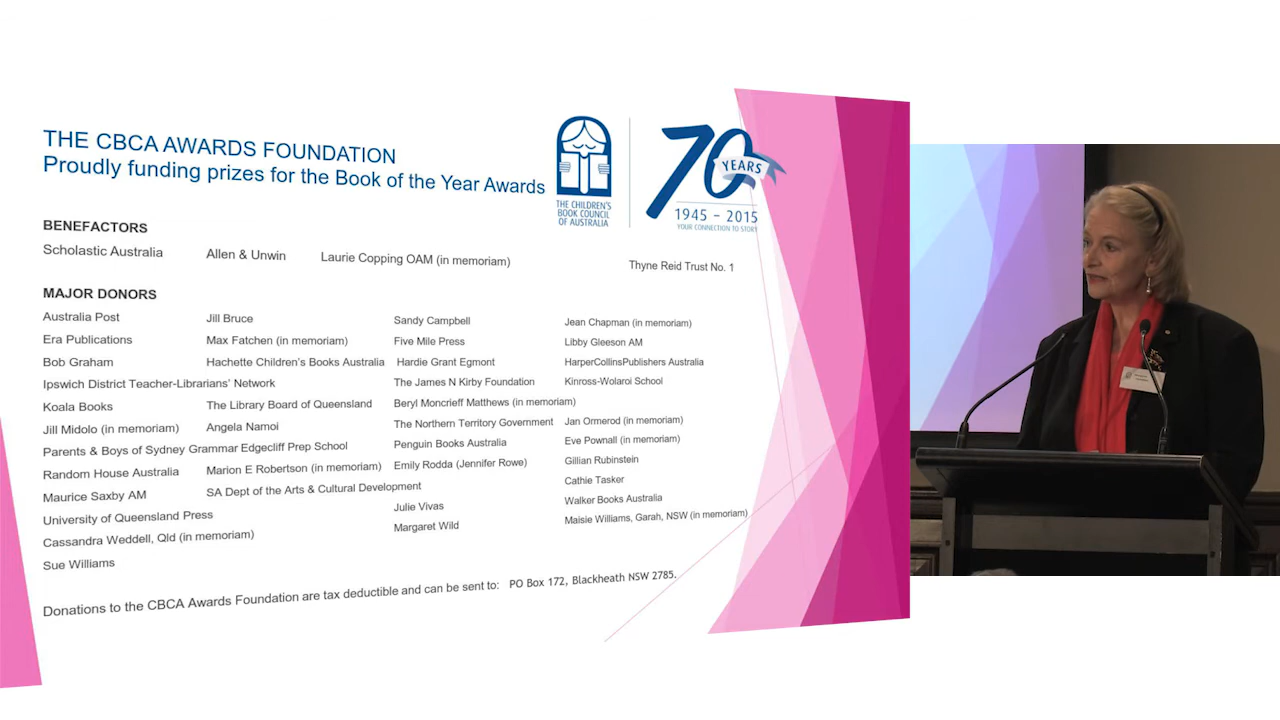 THE CBCA AWARDS FOUNDATION
Proudly funding prizes for the Book of the Year Awards
THE CHILDREN'S
BOOK COUNCIL
OF AUSTRALIA
70
YEARS
1945 – 2015
YOUR CONNECTION TO STORY
BENEFACTORS
Scholastic Australia Allen & Unwin Laurie Copping OAM (in memoriam) Thyne Reid Trust No. 1
MAJOR DONORS
Australia Post Jill Bruce Sandy Campbell Jean Chapman (in memoriam)
Era Publications Max Fatchen (in memoriam) Five Mile Press Libby Gleeson AM
Bob Graham Hachette Children's Books Australia Hardie Grant Egmont HarperCollinsPublishers Australia
Ipswich District Teacher-Librarians' Network The James N Kirby Foundation Kinross-Wolaroi School
Koala Books The Library Board of Queensland Beryl Moncrieff Matthews (in memoriam)
Jill Midolo (in memoriam) Angela Namoi The Northern Territory Government Jan Ormerod (in memoriam)
Parents & Boys of Sydney Grammar Edgecliff Prep School Penguin Books Australia Eve Pownall (in memoriam)
Random House Australia Marion E Robertson (in memoriam) Emily Rodda (Jennifer Rowe) Gillian Rubinstein
Maurice Saxby AM SA Dept of the Arts & Cultural Development Cathie Tasker
University of Queensland Press Julie Vivas Walker Books Australia
Cassandra Weddell, Qld (in memoriam) Margaret Wild Maisie Williams, Garah, NSW (in memoriam)
Sue Williams
Donations to the CBCA Awards Foundation are tax deductible and can be sent to: PO Box 172, Blackheath NSW 2785.